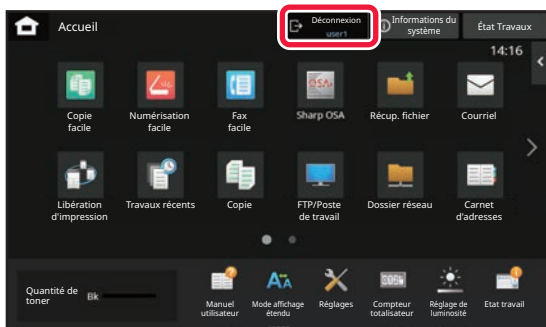 Accueil
Déconnexion
user1
Informations du
système
État Travaux
14:16
Copie
facile
Numérisation
facile
Fax
facile
OSA
Sharp OSA
Récup. fichier
Courriel
Libération
d'impression
Travaux récents
Copie
FTP/Poste
de travail
Dossier réseau
Carnet
d'adresses
Quantité de
toner
Bk
Manuel
utilisateur
Mode affichage
étendu
Réglages
Compteur
totalisateur
Réglage de
luminosité
Etat travail